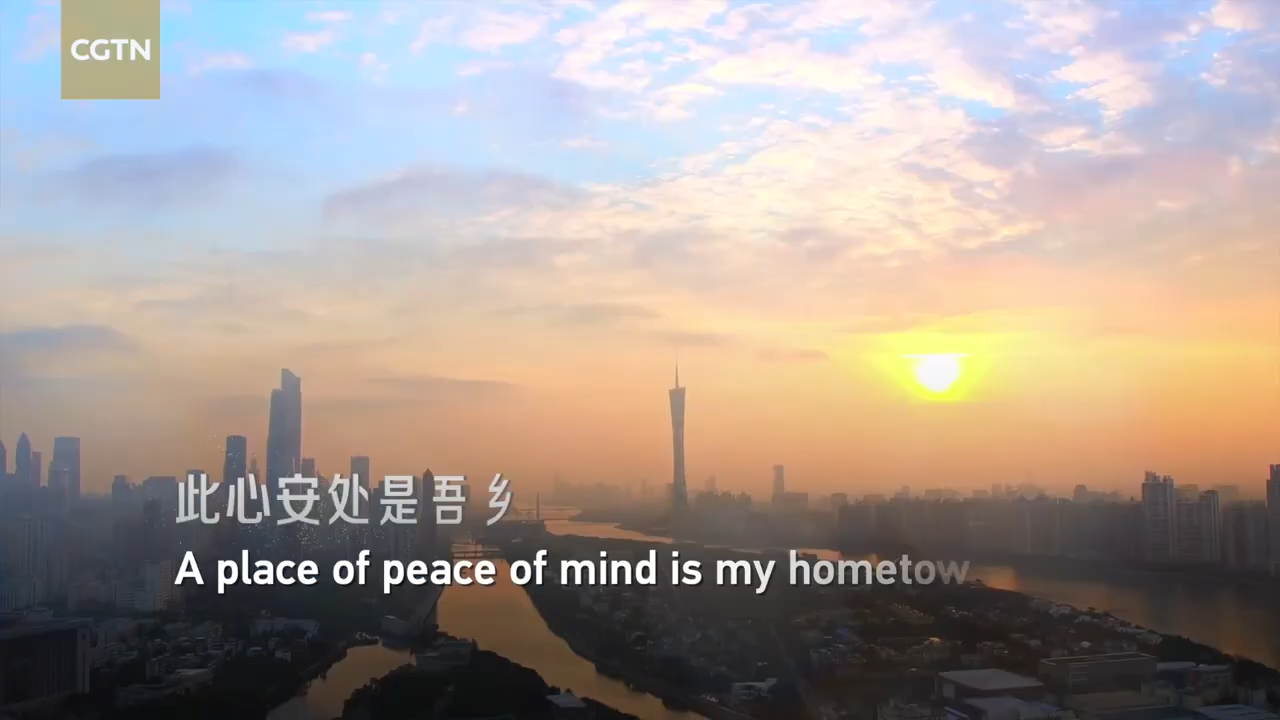 CGTN
此心安处是吾乡
A place of peace of mind is my hometow